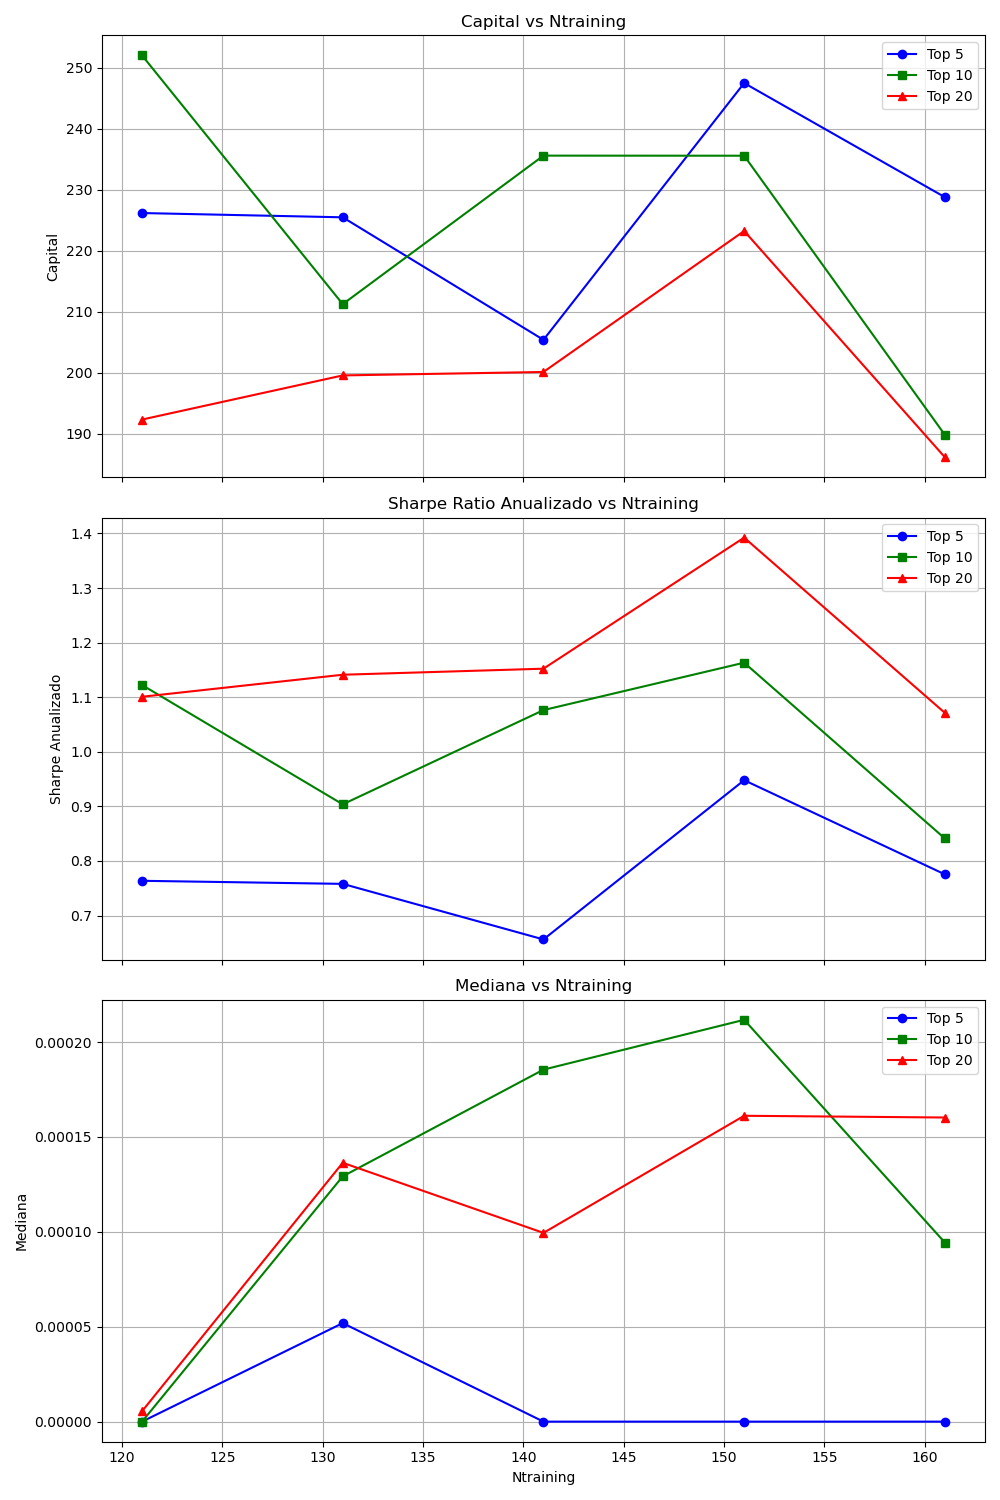 Capital vs Ntraining
Capital
250
240
230
220
210
200
190
Top 5
Top 10
Top 20
Sharpe Ratio Anualizado vs Ntraining
Sharpe Anualizado
1.4
1.3
1.2
1.1
1.0
0.9
0.8
0.7
Top 5
Top 10
Top 20
Mediana vs Ntraining
Mediana
0.00020
0.00015
0.00010
0.00005
0.00000
Top 5
Top 10
Top 20
120 125 130 135 140 145 150 155 160
Ntraining